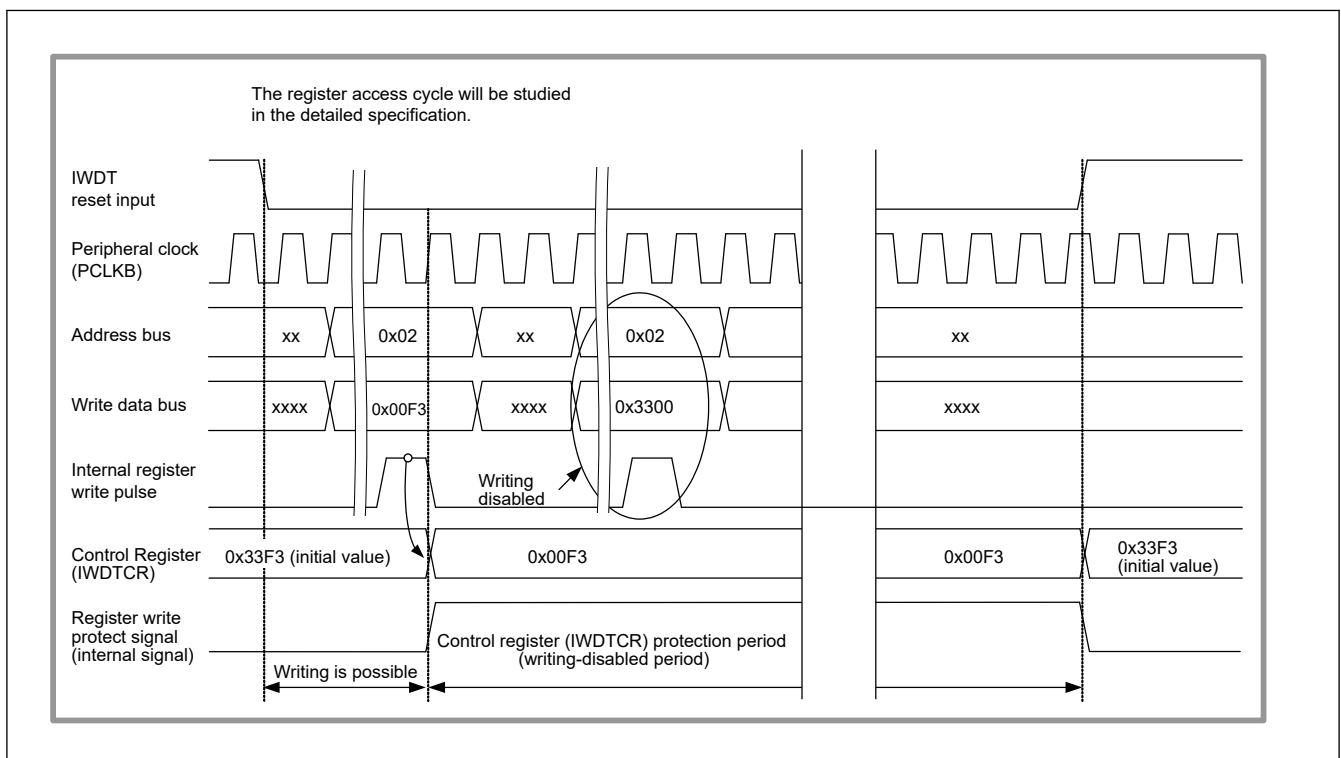 The register access cycle will be studied
in the detailed specification.
IWDT
reset input
Peripheral clock
(PCLKB)
Address bus
xx
0x02
xx
0x02
xx
Write data bus
xxxx
0x00F3
xxxx
0x3300
xxxx
Internal register
write pulse
Writing
disabled
Control Register
(IWDTCR)
0x33F3 (initial value)
0x00F3
0x00F3
0x33F3
(initial value)
Register write
protect signal
(internal signal)
Control register (IWDTCR) protection period
(writing-disabled period)
Writing is possible